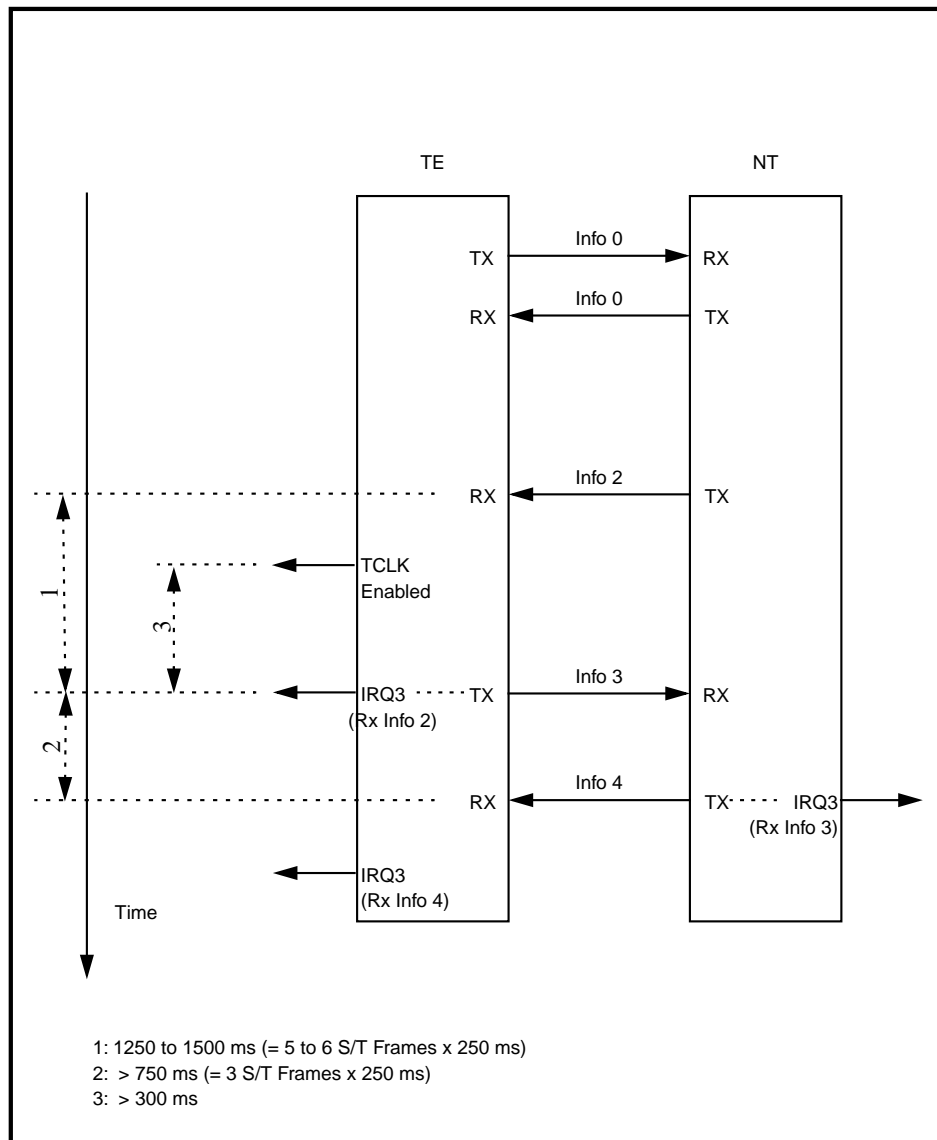 TE NT
Info 0
TX RX
Info 0
RX TX
Info 2
RX TX
TCLK
Enabled
1
3
Info 3
IRQ3 TX RX
(Rx Info 2)
2
Info 4
RX TX IRQ3
(Rx Info 3)
IRQ3
(Rx Info 4)
Time
1: 1250 to 1500 ms (= 5 to 6 S/T Frames x 250 ms)
2: > 750 ms (= 3 S/T Frames x 250 ms)
3: > 300 ms